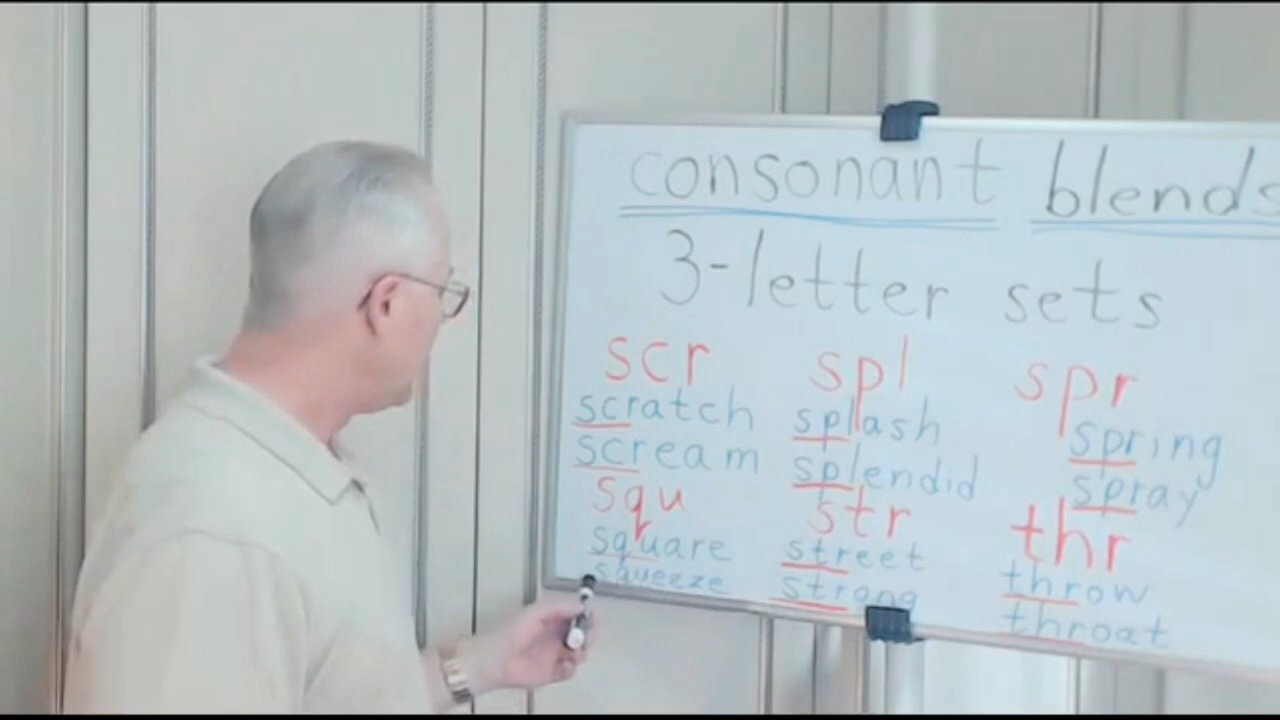 consonant blends
3-letter sets
scr spl spr
scratch splash spring
scream splendid spray
squ str thr
square street throw
squeeze strong throat